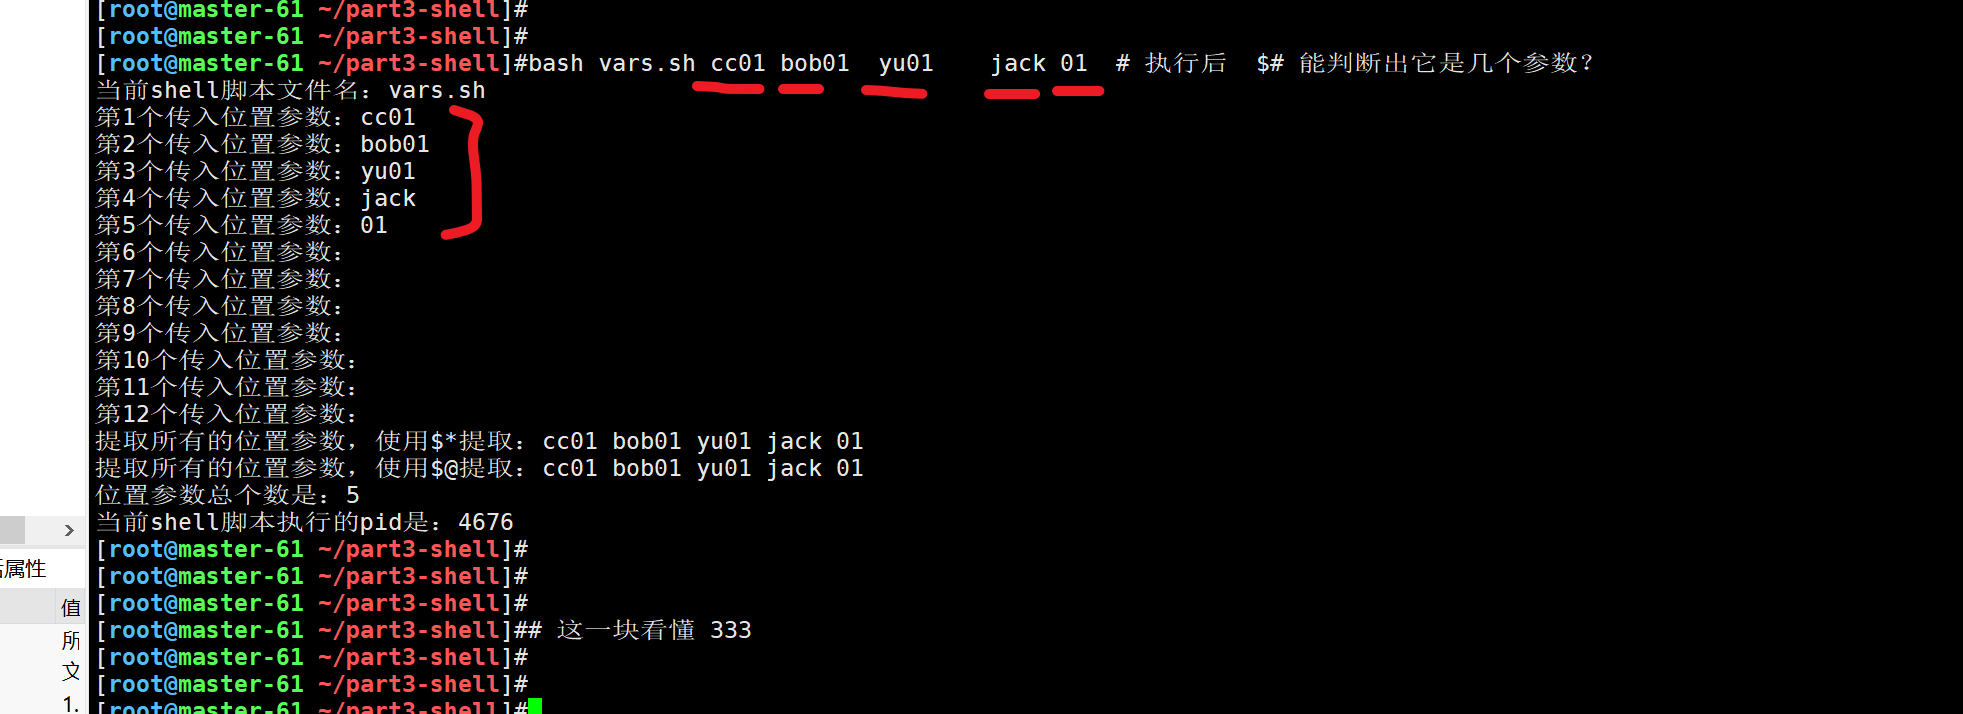 [root@master-61 ~/part3-shell]#
[root@master-61 ~/part3-shell]#
[root@master-61 ~/part3-shell]#bash vars.sh cc01 bob01  yu01    jack 01  # 执行后  $# 能判断出它是几个参数?
当前shell脚本文件名: vars.sh
第1个传入位置参数: cc01
第2个传入位置参数: bob01
第3个传入位置参数: yu01
第4个传入位置参数: jack
第5个传入位置参数: 01
第6个传入位置参数:
第7个传入位置参数:
第8个传入位置参数:
第9个传入位置参数:
第10个传入位置参数:
第11个传入位置参数:
第12个传入位置参数:
提取所有的位置参数, 使用$*提取: cc01 bob01 yu01 jack 01
提取所有的位置参数, 使用$@提取: cc01 bob01 yu01 jack 01
位置参数总个数是: 5
当前shell脚本执行的pid是: 4676
[root@master-61 ~/part3-shell]#
[root@master-61 ~/part3-shell]#
[root@master-61 ~/part3-shell]#
[root@master-61 ~/part3-shell]## 这一块看懂 333
[root@master-61 ~/part3-shell]#
[root@master-61 ~/part3-shell]#
[root@master-61 ~/part3-shell]#
属性
值
所
文
1.